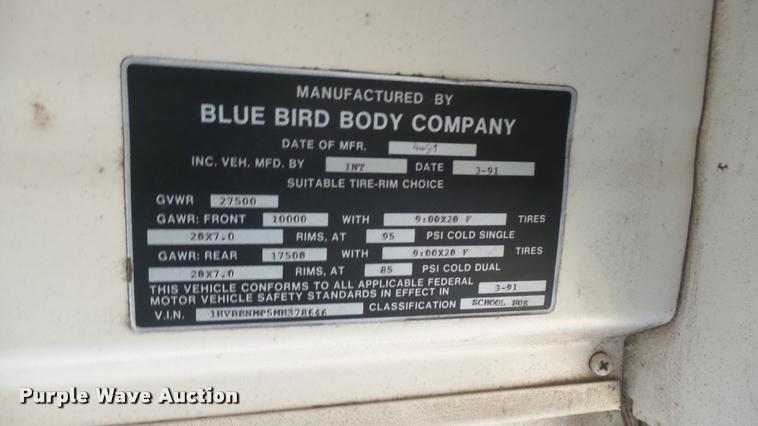 MANUFACTURED BY
BLUE BIRD BODY COMPANY
DATE OF MFR. 4-91
INC. VEH. MFD. BY INT DATE 3-91
SUITABLE TIRE-RIM CHOICE
GVWR 27500
GAWR: FRONT 10000 WITH 9:00X20 F TIRES
20X7.0 RIMS, AT 95 PSI COLD SINGLE
GAWR: REAR 17500 WITH 9:00X20 F TIRES
20X7.0 RIMS, AT 85 PSI COLD DUAL
THIS VEHICLE CONFORMS TO ALL APPLICABLE FEDERAL
MOTOR VEHICLE SAFETY STANDARDS IN EFFECT IN 3-91
V.I.N. 1HVBBNMP5MH378646 CLASSIFICATION SCHOOL BUS
Purple Wave Auction